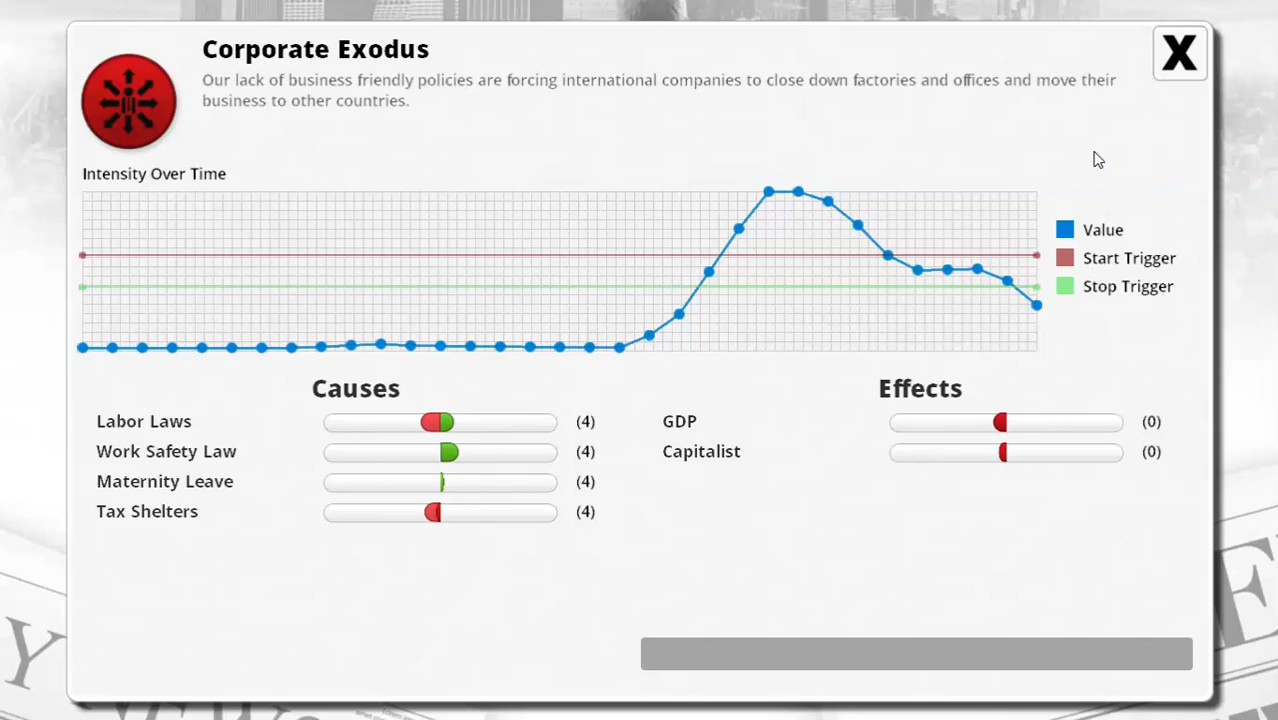 Corporate Exodus
Our lack of business friendly policies are forcing international companies to close down factories and offices and move their
business to other countries.
X
Intensity Over Time
Value
Start Trigger
Stop Trigger
Causes
Labor Laws (4)
Work Safety Law (4)
Maternity Leave (4)
Tax Shelters (4)
Effects
GDP (0)
Capitalist (0)